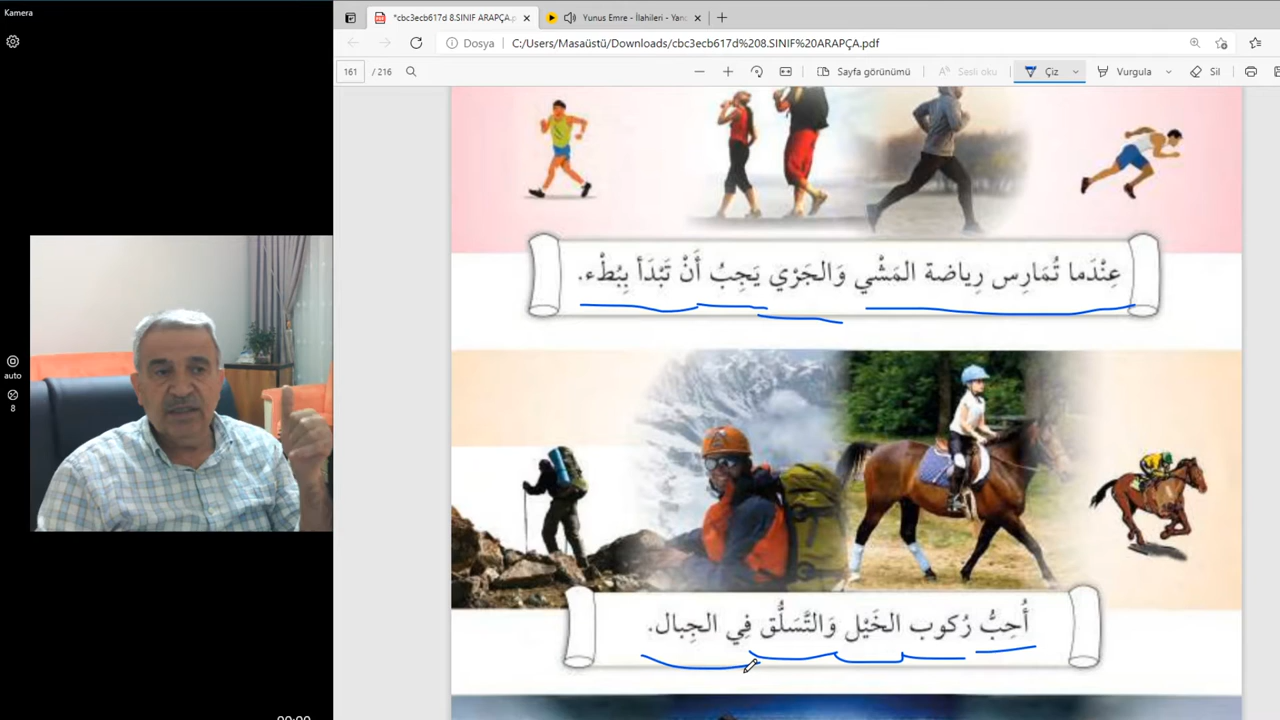 Kamera
*cbc3ecb617d 8.SINIF ARAPÇA.p
Yunus Emre - İlahileri - Yan
Dosya
C:/Users/Masaüstü/Downloads/cbc3ecb617d%208.SINIF%20ARAPÇA.pdf
161 / 216
Sayfa görünümü
Sesli oku
Çiz
Vurgula
Sil
auto
8
عِنْدَما تُمَارِس رِياضة المَشْي وَالجَرْي يَجِبُ أَنْ تَبْدَأ بِبُطْء.
أُحِبُّ رُكوب الخَيْل وَالتَّسَلُّق فِي الجِبال.